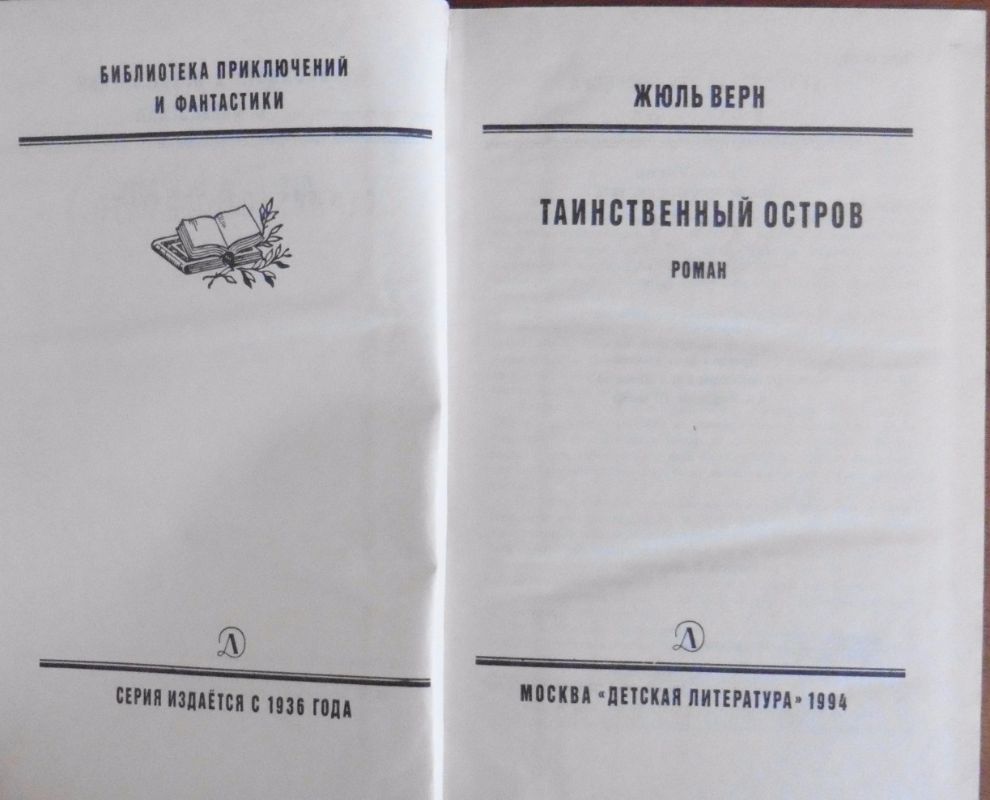 БИБЛИОТЕКА ПРИКЛЮЧЕНИЙ
И ФАНТАСТИКИ
СЕРИЯ ИЗДАЁТСЯ С 1936 ГОДА
ЖЮЛЬ ВЕРН
ТАИНСТВЕННЫЙ ОСТРОВ
РОМАН
МОСКВА «ДЕТСКАЯ ЛИТЕРАТУРА» 1994